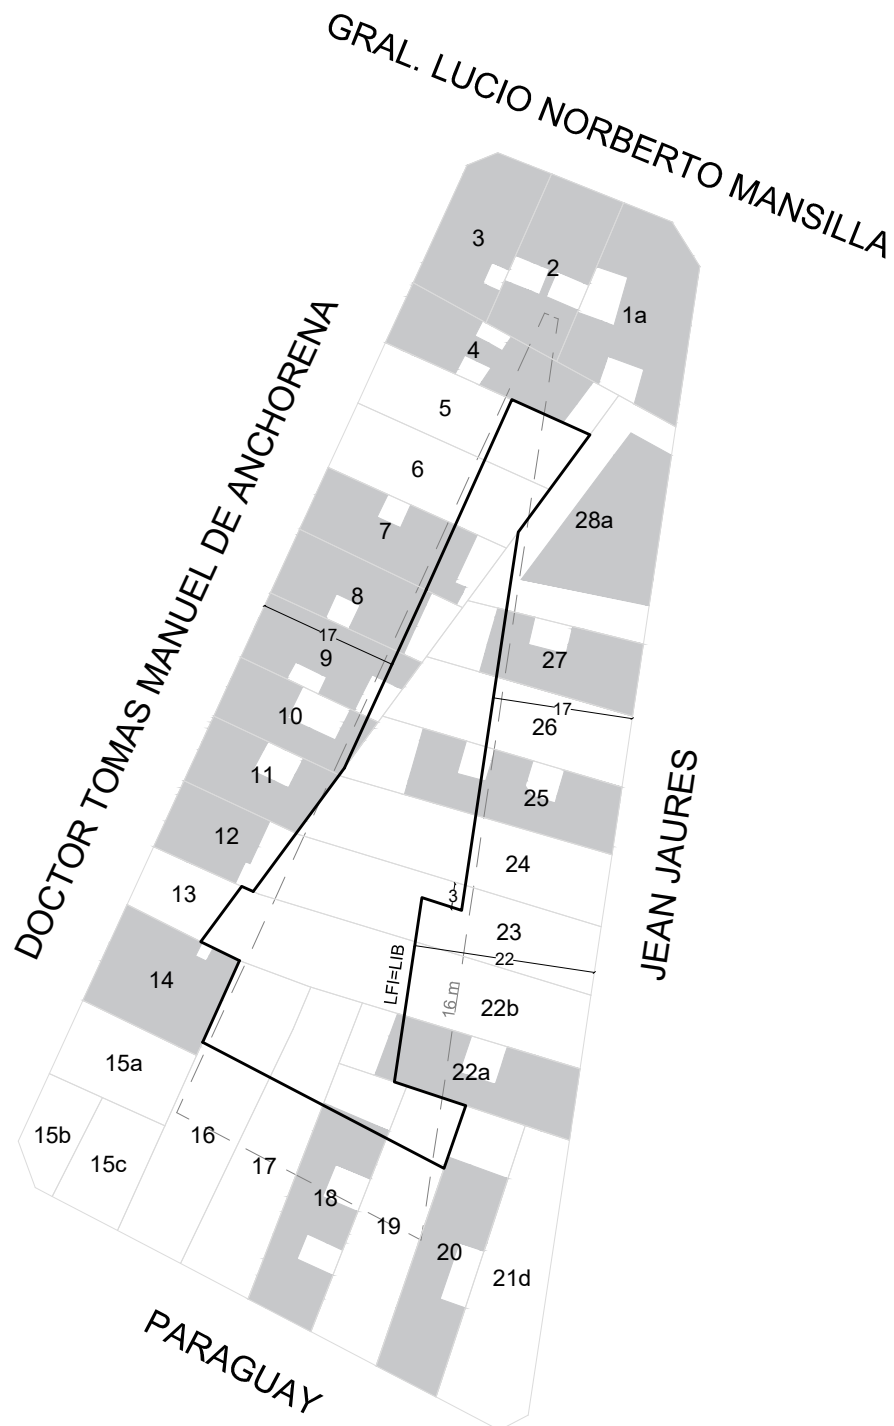 GRAL. LUCIO NORBERTO MANSILLA
3
2
1a
4
5
6
28a
7
8
17
9
27
DOCTOR TOMAS MANUEL DE ANCHORENA
17
10
26
11
25
12
24
13
3
23
JEAN JAURES
22
14
LFI=LIB
16 m
22b
15a
22a
15b
16
15c
17
18
19
20
21d
PARAGUAY